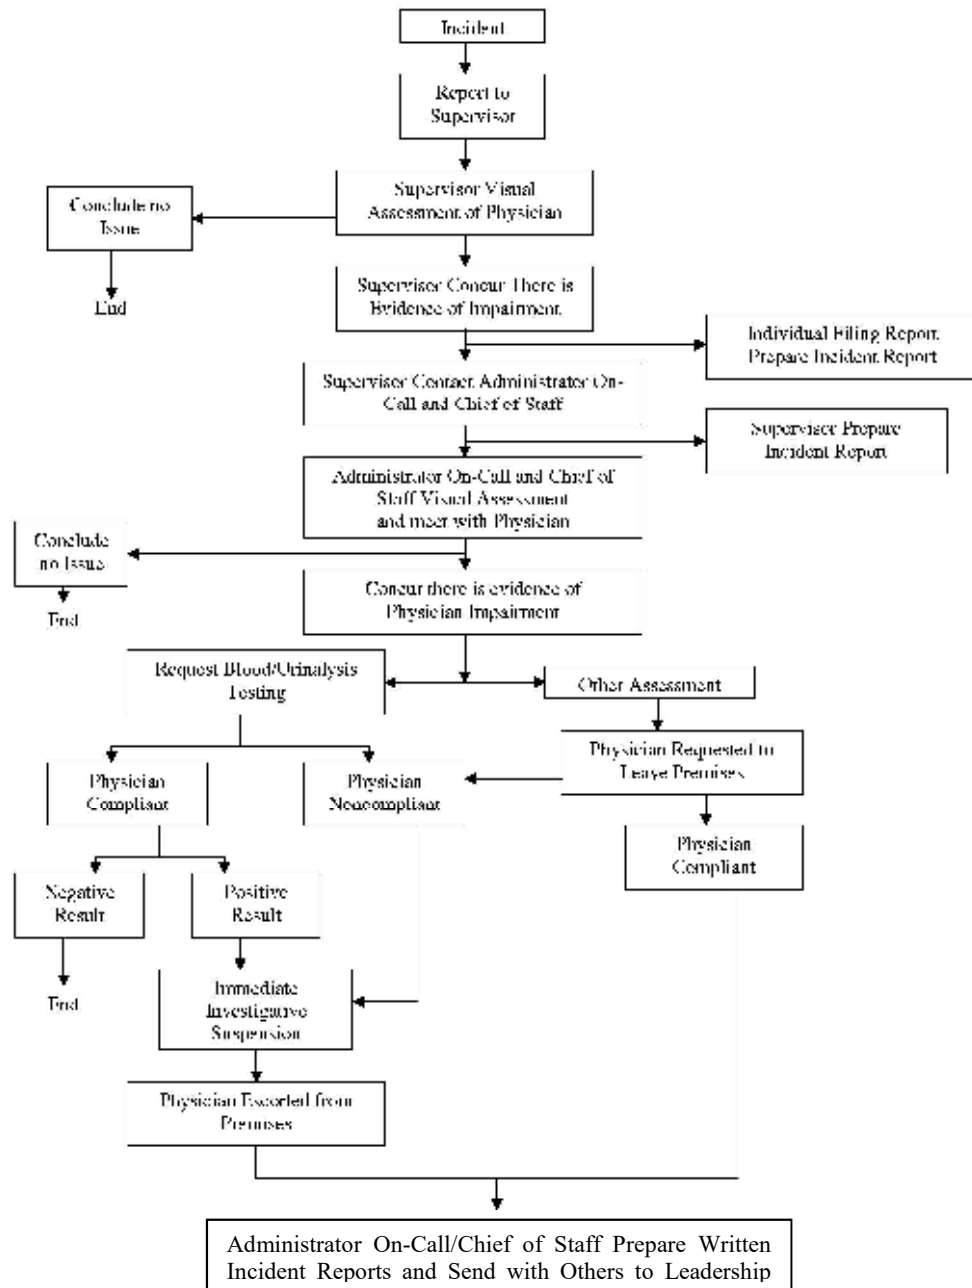 Incident
Report to
Supervisor
Supervisor Visual
Assessment of Physician
Conclude no
Issue
End
Supervisor Concur There is
Evidence of Impairment
Individual Filing Report
Prepare Incident Report
Supervisor Contact Administrator On-
Call and Chief of Staff
Supervisor Prepare
Incident Report
Administrator On-Call and Chief of
Staff Visual Assessment
and meet with Physician
Conclude
no Issue
End
Concur there is evidence of
Physician Impairment
Request Blood/Urinalysis
Testing
Other Assessment
Physician Requested to
Leave Premises
Physician
Compliant
Physician
Noncompliant
Physician
Compliant
Negative
Result
Positive
Result
End
Immediate
Investigative
Suspension
Physician Escorted from
Premises
Administrator On-Call/Chief of Staff Prepare Written
Incident Reports and Send with Others to Leadership